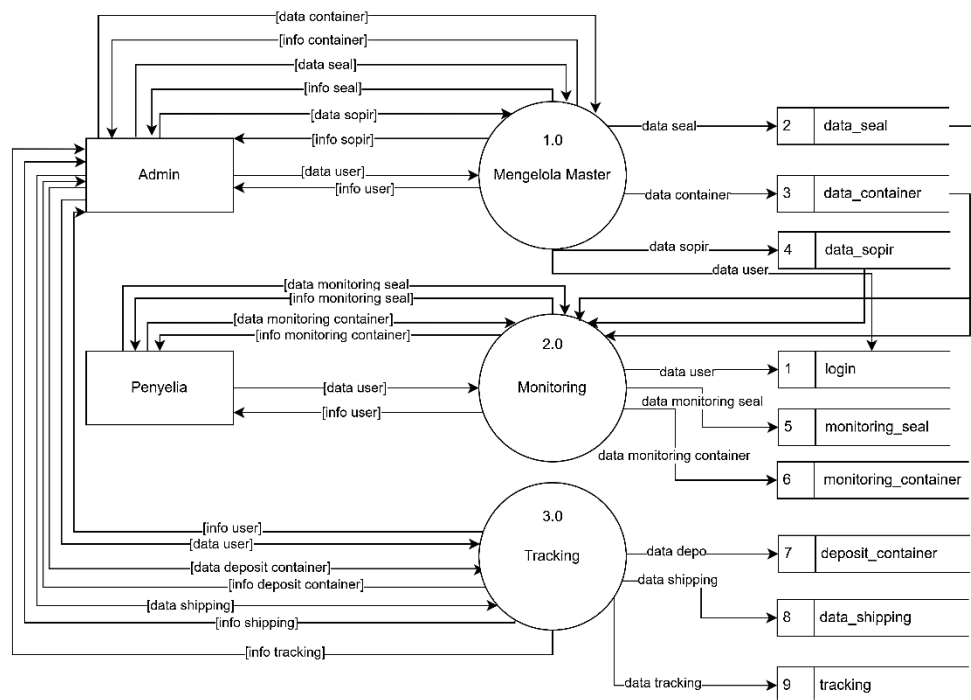 [data container]
[info container]
[data seal]
[info seal]
[data sopir]
[info sopir]
[data user]
[info user]
Admin
1.0
Mengelola Master
data seal
2 data_seal
data container
3 data_container
data sopir
4 data_sopir
data user
[data monitoring seal
[info monitoring seal]
[data monitoring container]
[info monitoring container]
Penyelia
[data user]
[info user]
2.0
Monitoring
data user
1 login
data monitoring seal
5 monitoring_seal
data monitoring container
6 monitoring_container
[info user]
[data user]
[data deposit container]
[info deposit container]
[data shipping]
[info shipping]
[info tracking]
3.0
Tracking
data depo
7 deposit_container
data shipping
8 data_shipping
data tracking
9 tracking